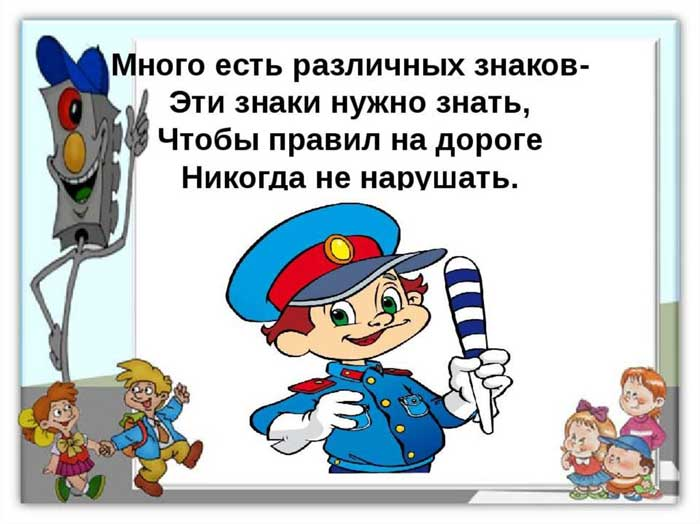 Много есть различных знаков-
Эти знаки нужно знать,
Чтобы правил на дороге
Никогда не нарушать.